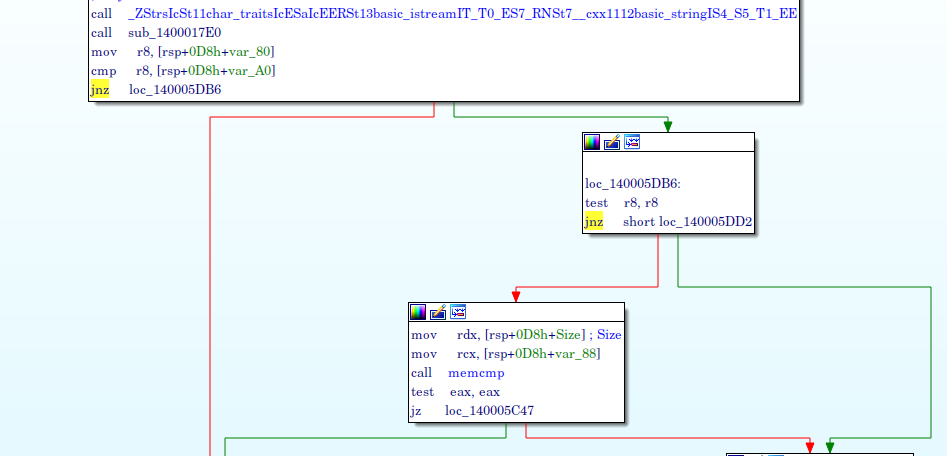 call _ZStrsIcSt11char_traitsIcESaIcEERSt13basic_istreamIT_T0_ES7_RNSt7__cxx1112basic_stringIS4_S5_T1_EE
call sub_1400017E0
mov r8, [rsp+0D8h+var_80]
cmp r8, [rsp+0D8h+var_A0]
jnz loc_140005DB6
loc_140005DB6:
test r8, r8
jnz short loc_140005DD2
mov rdx, [rsp+0D8h+Size] ; Size
mov rcx, [rsp+0D8h+var_88]
call memcmp
test eax, eax
jz loc_140005C47